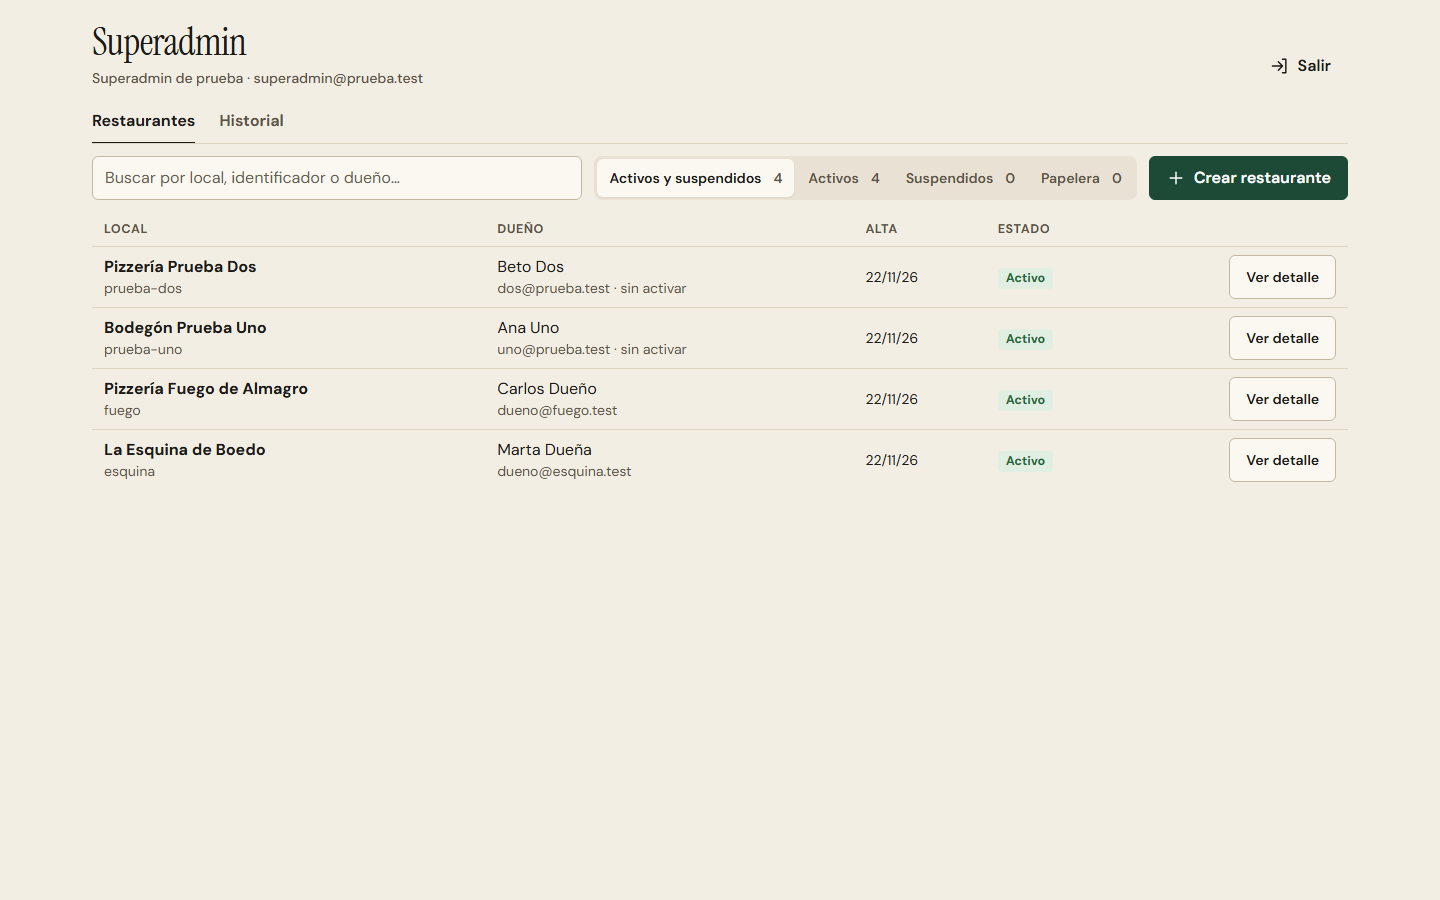 Superadmin
Superadmin de prueba · superadmin@prueba.test
Salir
Restaurantes Historial
Buscar por local, identificador o dueño...
Activos y suspendidos 4 Activos 4 Suspendidos 0 Papelera 0
Crear restaurante
LOCAL DUEÑO ALTA ESTADO
Pizzería Prueba Dos Beto Dos 22/11/26 Activo Ver detalle
prueba-dos dos@prueba.test · sin activar
Bodegón Prueba Uno Ana Uno 22/11/26 Activo Ver detalle
prueba-uno uno@prueba.test · sin activar
Pizzería Fuego de Almagro Carlos Dueño 22/11/26 Activo Ver detalle
fuego dueno@fuego.test
La Esquina de Boedo Marta Dueña 22/11/26 Activo Ver detalle
esquina dueno@esquina.test